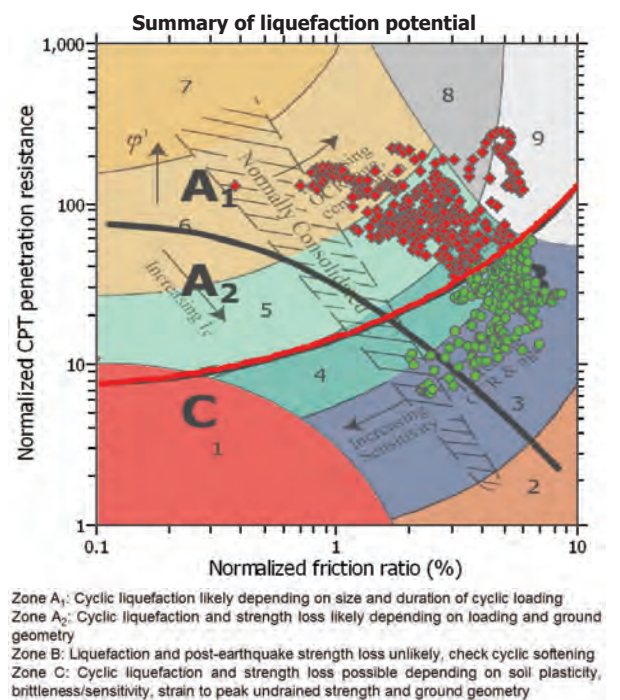 Summary of liquefaction potential
1,000
7
8
9
φ'
Increasing
OCR
Normally Consolidated
A1
100
6
A2
Increasing Ic
5
10
4
C
3
Increasing
Sensitivity
1
2
1
0.1
1
10
Normalized CPT penetration resistance
Normalized friction ratio (%)
Zone A1: Cyclic liquefaction likely depending on size and duration of cyclic loading
Zone A2: Cyclic liquefaction and strength loss likely depending on loading and ground
geometry
Zone B: Liquefaction and post-earthquake strength loss unlikely, check cyclic softening
Zone C: Cyclic liquefaction and strength loss possible depending on soil plasticity,
brittleness/sensitivity, strain to peak undrained strength and ground geometry